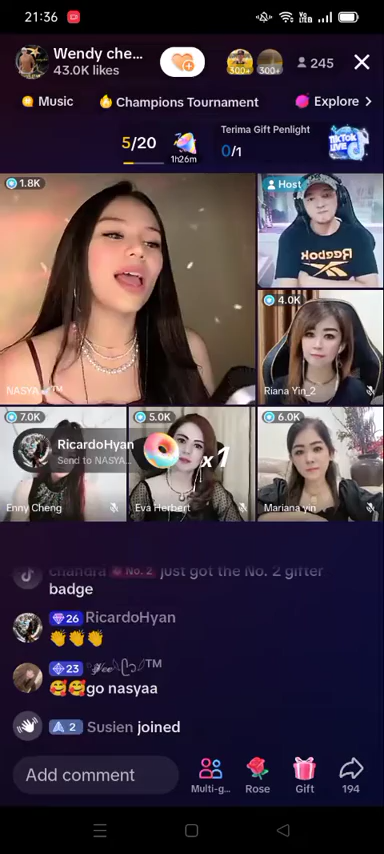 21:36
Wendy che...
43.0K likes
300+
300+
245
Music
Champions Tournament
Explore
5/20
1h26m
Terima Gift Penlight
0/1
TikTok
LIVE
1.8K
Host
Reebok
NASYA
4.0K
Riana Yin_2
7.0K
5.0K
6.0K
RicardoHyan
Send to NASYA...
x1
Enny Cheng
Eva Herbert
Mariana yin
chandra No. 2 just got the No. 2 gifter
badge
26 RicardoHyan
👏👏👏
23
🥰🥰go nasyaa
2 Susien joined
Add comment
Multi-g...
Rose
Gift
194